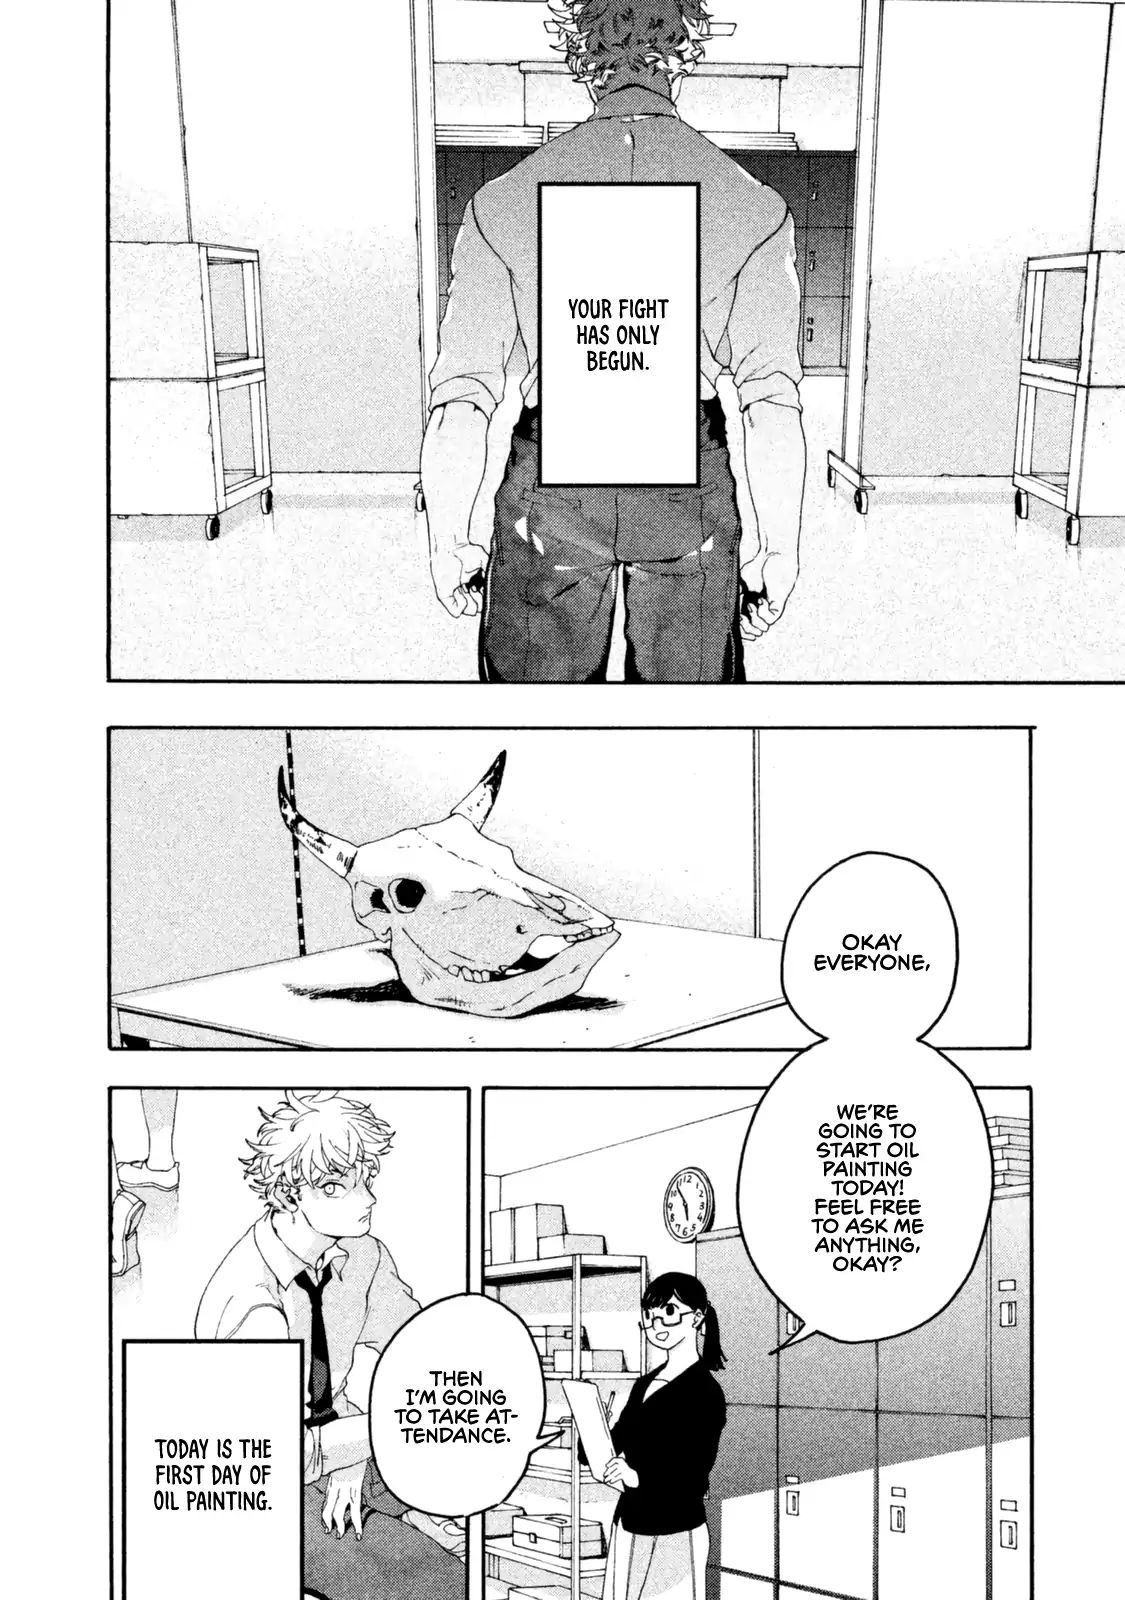 YOUR FIGHT
HAS ONLY
BEGUN.
OKAY
EVERYONE,
WE'RE
GOING TO
START OIL
PAINTING
TODAY!
FEEL FREE
TO ASK ME
ANYTHING,
OKAY?
THEN
I'M GOING
TO TAKE AT-
TENDANCE.
TODAY IS THE
FIRST DAY OF
OIL PAINTING.